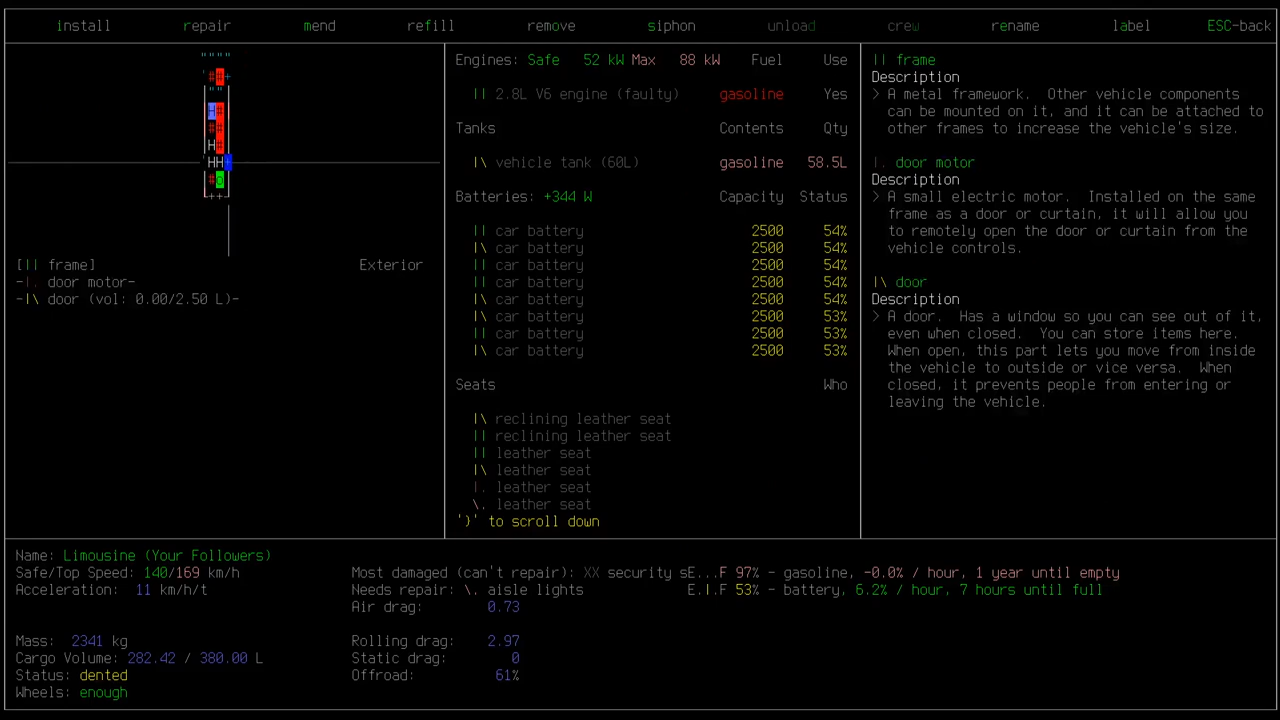 install repair mend refill remove siphon unload crew rename label ESC-back
Engines: Safe 52 kW Max 88 kW Fuel Use
|| 2.8L V6 engine (faulty) gasoline Yes
Tanks Contents Qty
|\ vehicle tank (60L) gasoline 58.5L
Batteries: +344 W Capacity Status
|| car battery 2500 54%
|\ car battery 2500 54%
|| car battery 2500 54%
|| car battery 2500 54%
|\ car battery 2500 54%
|\ car battery 2500 53%
|| car battery 2500 53%
|\ car battery 2500 53%
Seats Who
|\ reclining leather seat
|| reclining leather seat
|| leather seat
|\ leather seat
|. leather seat
\. leather seat
')' to scroll down
[|| frame] Exterior
-|. door motor-
-|\ door (vol: 0.00/2.50 L)-
|| frame
Description
> A metal framework. Other vehicle components
can be mounted on it, and it can be attached to
other frames to increase the vehicle's size.
|. door motor
Description
> A small electric motor. Installed on the same
frame as a door or curtain, it will allow you
to remotely open the door or curtain from the
vehicle controls.
|\ door
Description
> A door. Has a window so you can see out of it,
even when closed. You can store items here.
When open, this part lets you move from inside
the vehicle to outside or vice versa. When
closed, it prevents people from entering or
leaving the vehicle.
Name: Limousine (Your Followers)
Safe/Top Speed: 140/169 km/h
Acceleration: 11 km/h/t
Mass: 2341 kg
Cargo Volume: 282.42 / 380.00 L
Status: dented
Wheels: enough
Most damaged (can't repair): XX security s
Needs repair: \. aisle lights
Air drag: 0.73
Rolling drag: 2.97
Static drag: 0
Offroad: 61%
E...F 97% - gasoline, -0.0% / hour, 1 year until empty
E.I.F 53% - battery, 6.2% / hour, 7 hours until full